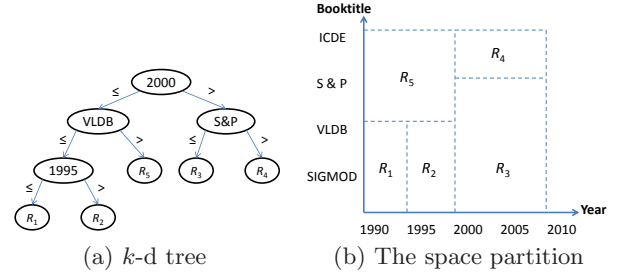 2000
≤ >
VLDB S&P
≤ > ≤ >
1995 R5 R3 R4
≤ >
R1 R2
(a) k-d tree
Booktitle
ICDE
S & P
VLDB
SIGMOD
R4
R5
R1 R2 R3
Year
1990 1995 2000 2005 2010
(b) The space partition